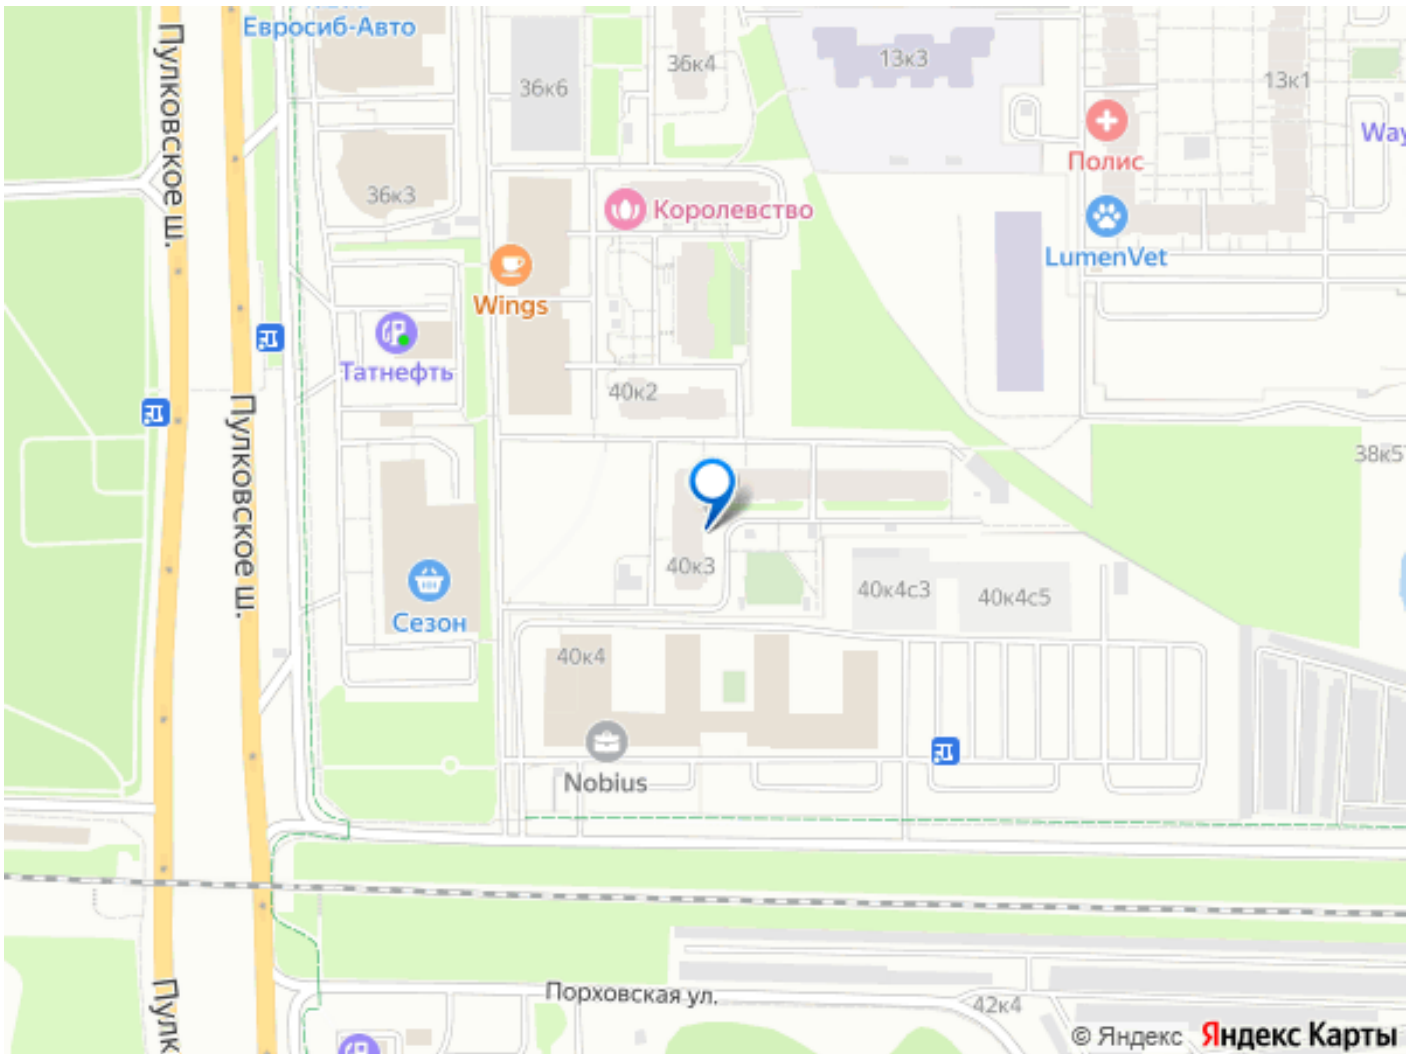 Евросиб-Авто
Пулковское ш.
36к4
13к3
13к1
36к6
Полис
36к3
Королевство
LumenVet
Wings
Татнефть
40к2
Пулковское ш.
38к5
40к3
40к4с3
40к4с5
Сезон
40к4
Nobius
Порховская ул.
42к4
© Яндекс Яндекс Карты